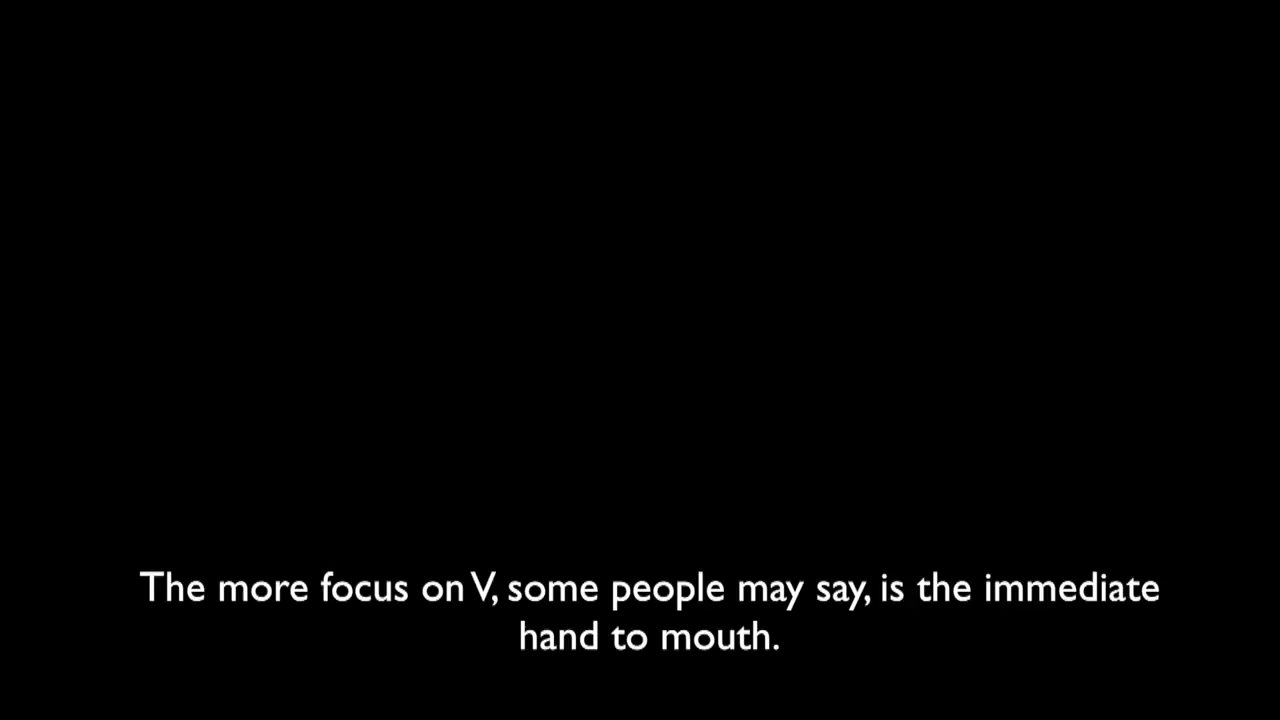 The more focus on V, some people may say, is the immediate
hand to mouth.